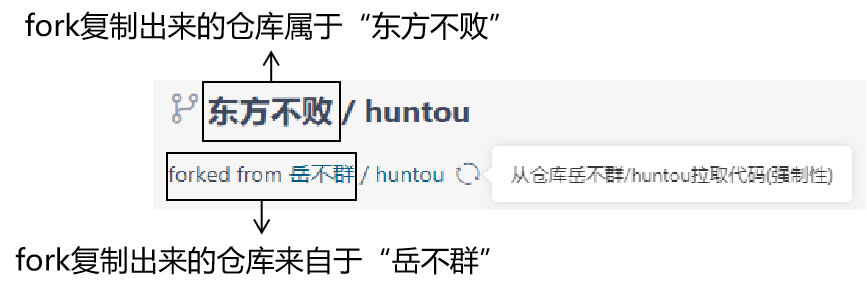 fork复制出来的仓库属于“东方不败”
东方不败 / huntou
forked from 岳不群 / huntou
从仓库岳不群/huntou拉取代码(强制性)
fork复制出来的仓库来自于“岳不群”